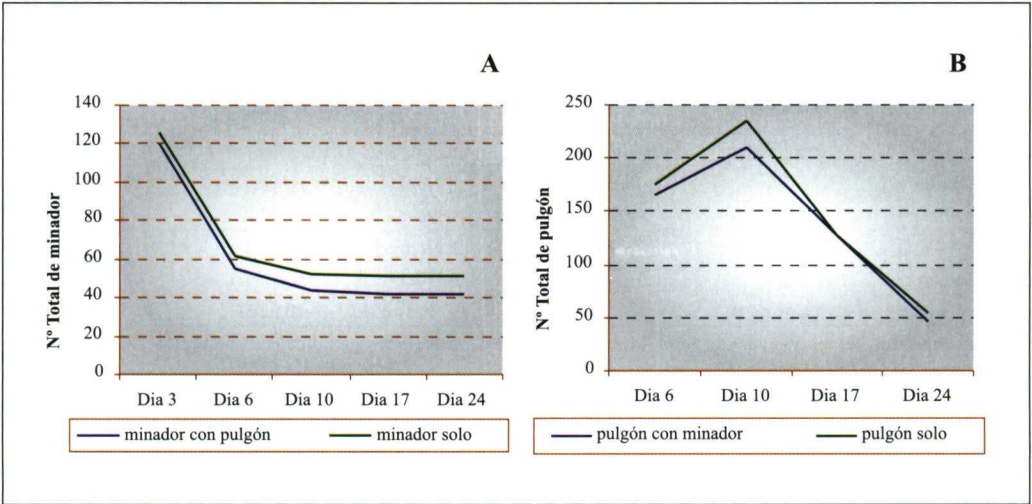 A
Nº Total de minador
140
120
100
80
60
40
20
0
Dia 3 Dia 6 Dia 10 Dia 17 Dia 24
minador con pulgón minador solo
B
Nº Total de pulgón
250
200
150
100
50
0
Dia 6 Dia 10 Dia 17 Dia 24
pulgón con minador pulgón solo